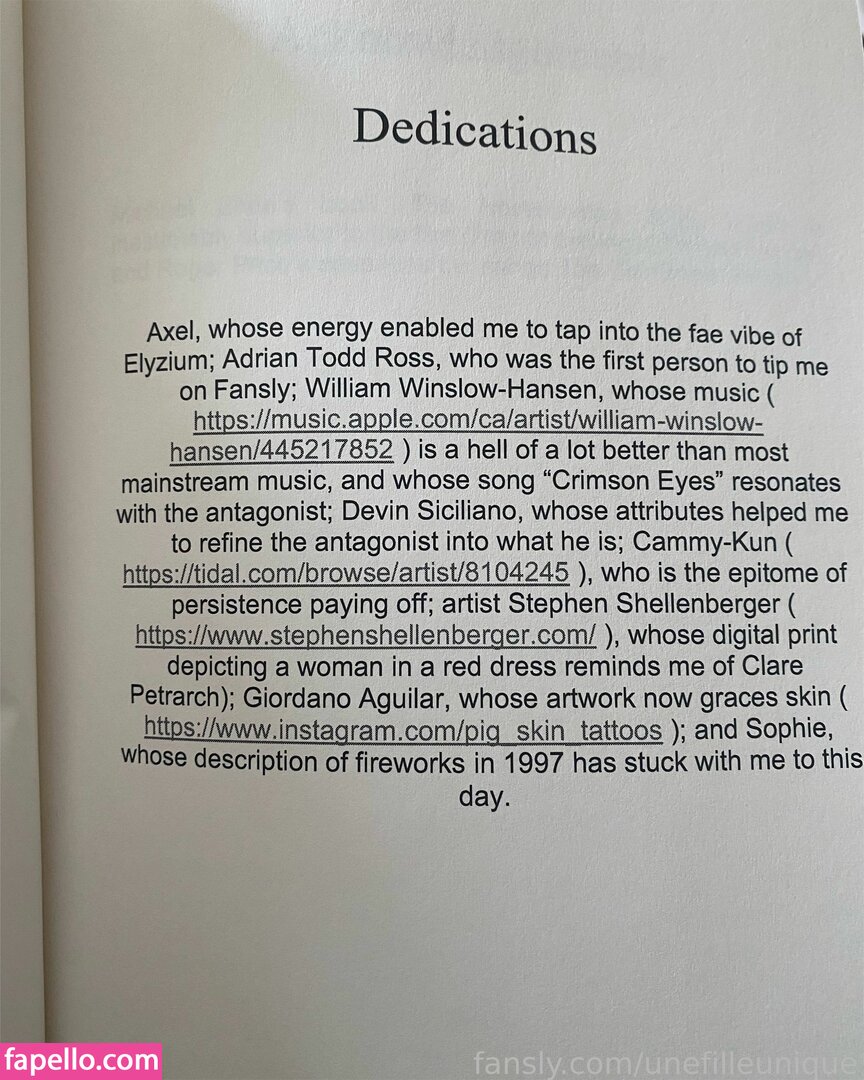 Dedications
Axel, whose energy enabled me to tap into the fae vibe of
Elyzium; Adrian Todd Ross, who was the first person to tip me
on Fansly; William Winslow-Hansen, whose music (
https://music.apple.com/ca/artist/william-winslow-
hansen/445217852 ) is a hell of a lot better than most
mainstream music, and whose song “Crimson Eyes” resonates
with the antagonist; Devin Siciliano, whose attributes helped me
to refine the antagonist into what he is; Cammy-Kun (
https://tidal.com/browse/artist/8104245 ), who is the epitome of
persistence paying off; artist Stephen Shellenberger (
https://www.stephenshellenberger.com/ ), whose digital print
depicting a woman in a red dress reminds me of Clare
Petrarch); Giordano Aguilar, whose artwork now graces skin (
https://www.instagram.com/pig_skin_tattoos ); and Sophie,
whose description of fireworks in 1997 has stuck with me to this
day.
fapello.com
fansly.com/unefilleunique